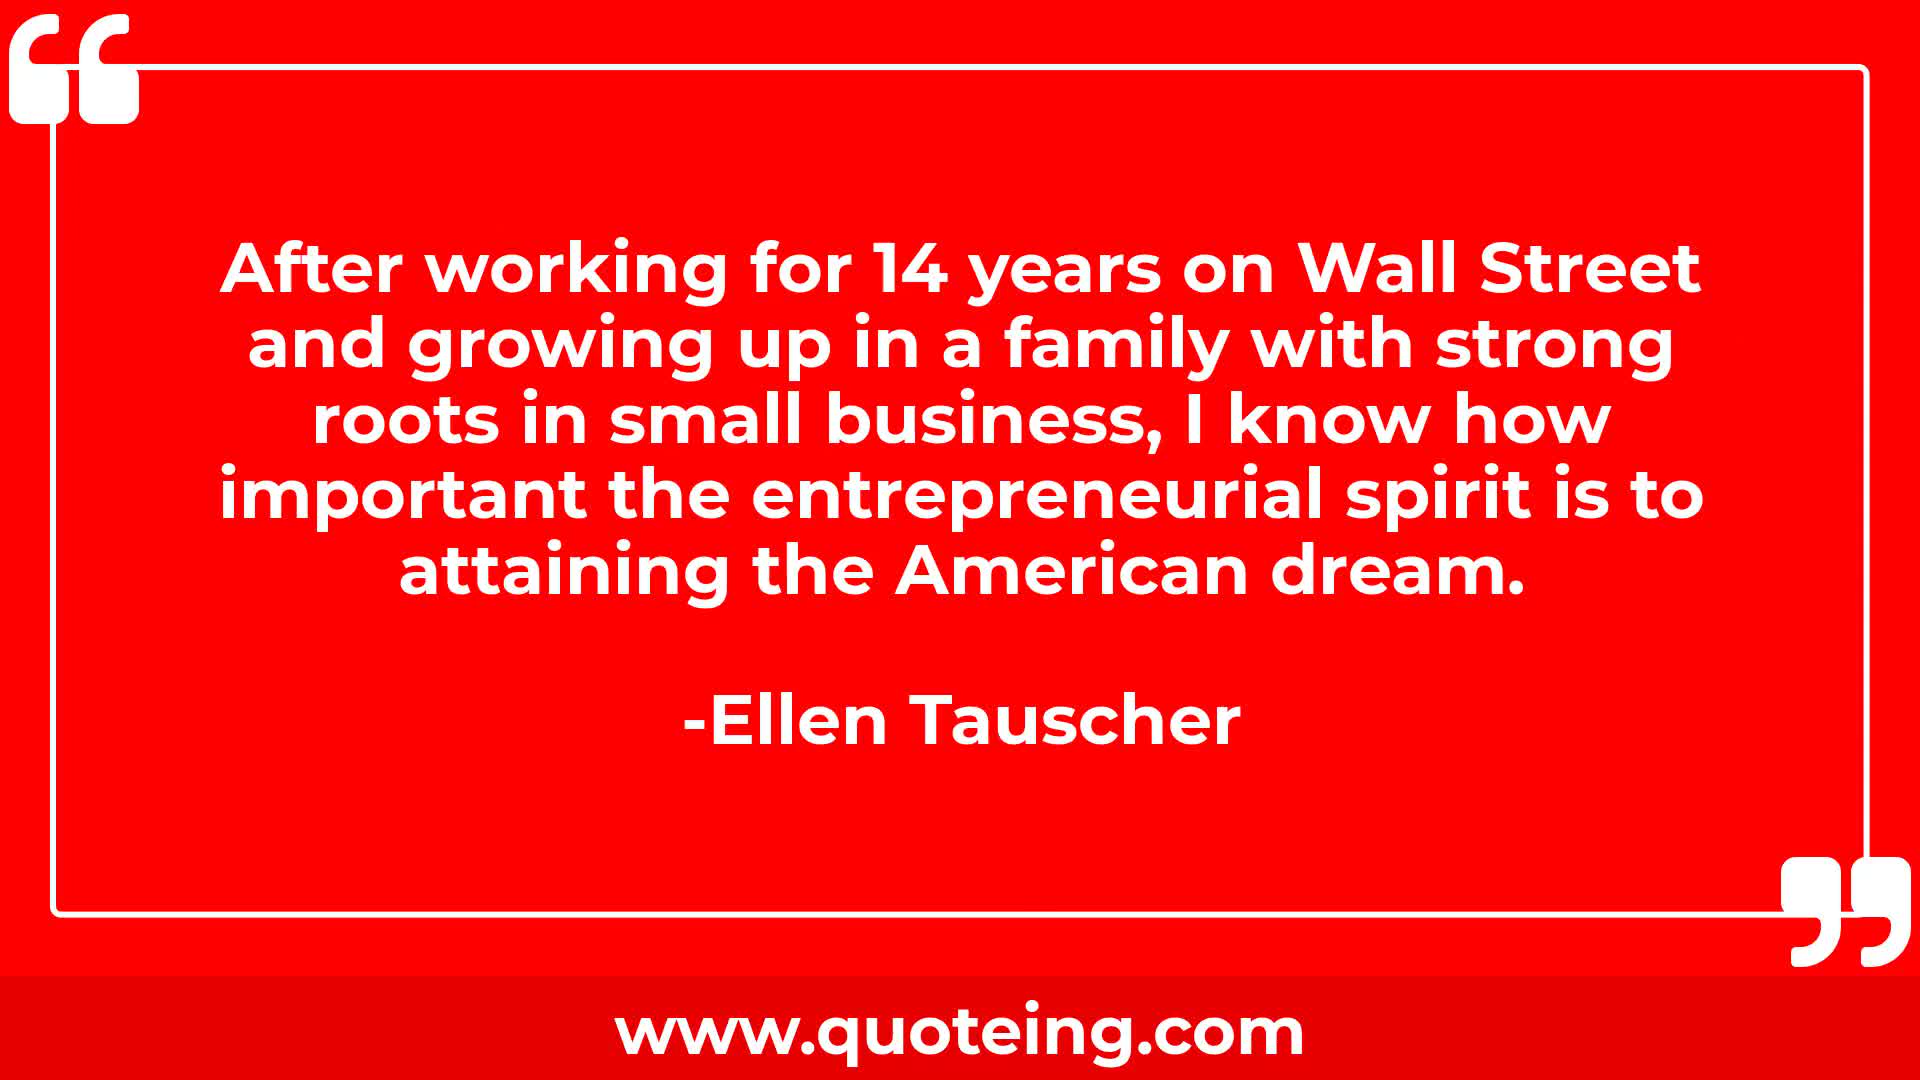 After working for 14 years on Wall Street
and growing up in a family with strong
roots in small business, I know how
important the entrepreneurial spirit is to
attaining the American dream.
-Ellen Tauscher
www.quoteing.com